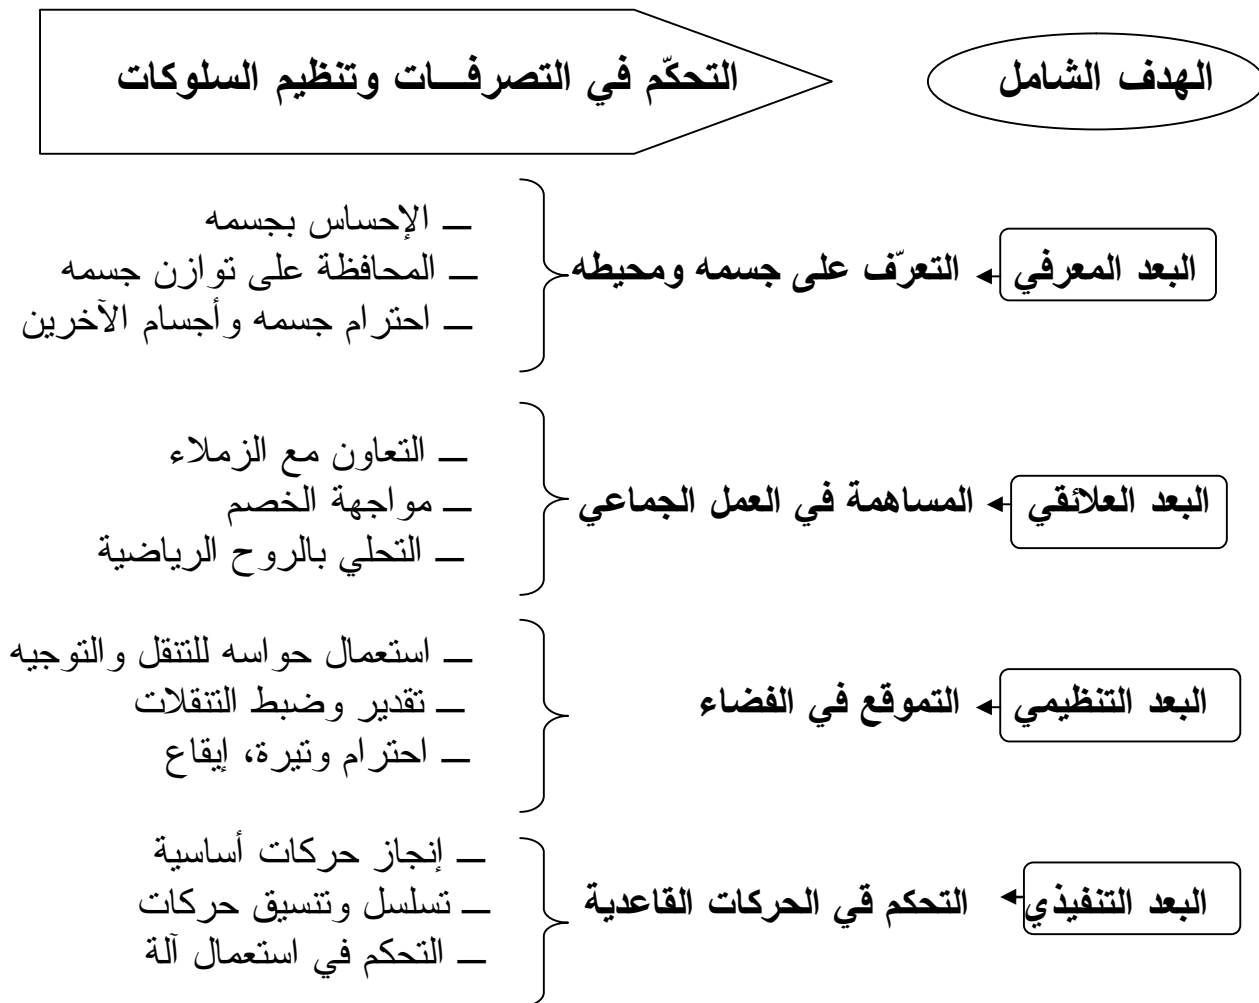 الهدف الشامل
التحكّم في التصرفــات وتنظيم السلوكات
البعد المعرفي
التعرّف على جسمه ومحيطه
ــ الإحساس بجسمه
ــ المحافظة على توازن جسمه
ــ احترام جسمه وأجسام الآخرين
البعد العلائقي
المساهمة في العمل الجماعي
ــ التعاون مع الزملاء
ــ مواجهة الخصم
ــ التحلي بالروح الرياضية
البعد التنظيمي
التموقع في الفضاء
ــ استعمال حواسه للتنقل والتوجيه
ــ تقدير وضبط التنقلات
ــ احترام وتيرة، إيقاع
البعد التنفيذي
التحكم قي الحركات القاعدية
ــ إنجاز حركات أساسية
ــ تسلسل وتنسيق حركات
ــ التحكم في استعمال آلة